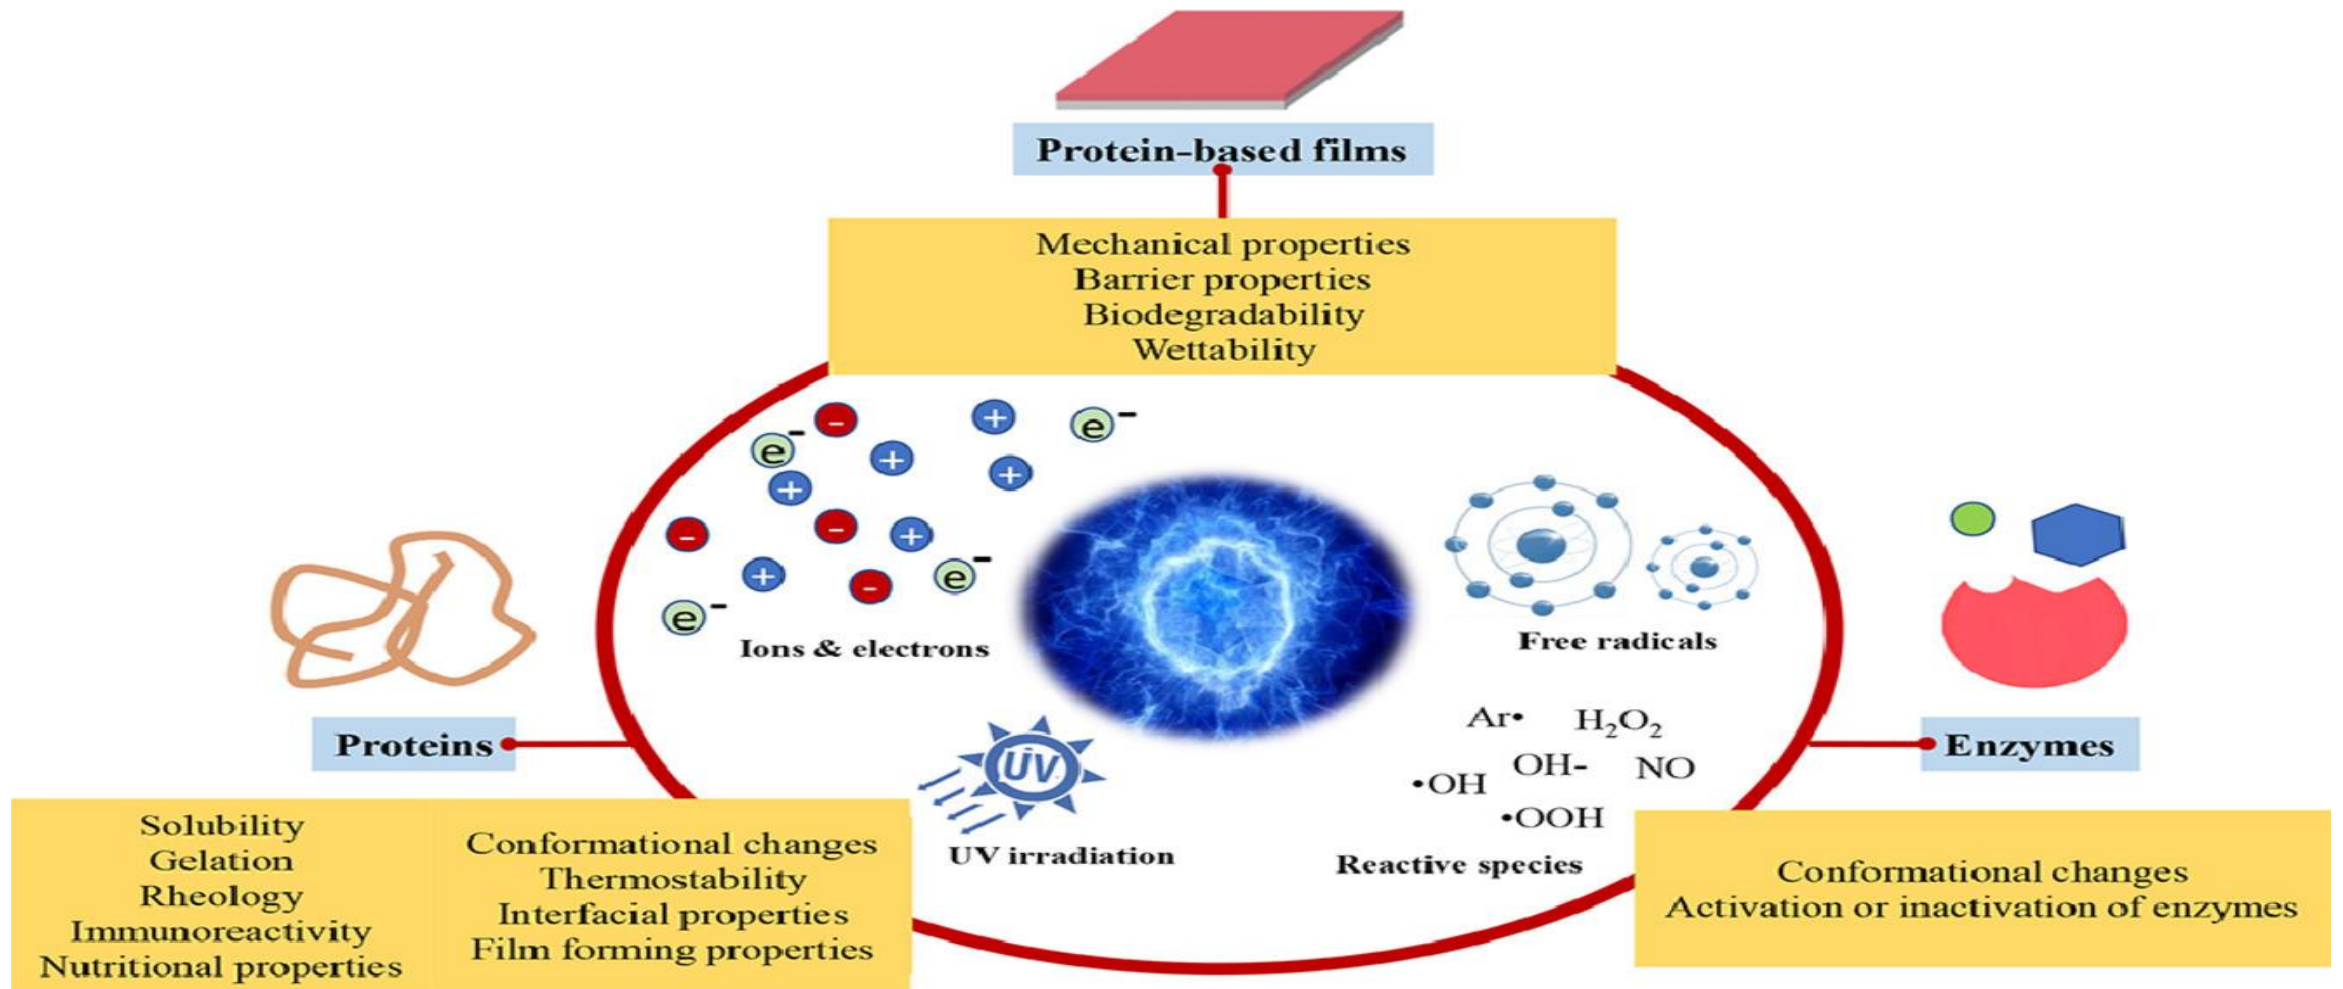 Protein-based films
Mechanical properties
Barrier properties
Biodegradability
Wettability
e-
-
+
+
e-
e-
+
+
-
-
+
+
-
e-
e-
Ions & electrons
Free radicals
UV
UV irradiation
Ar• H₂O₂
•OH OH- NO
•OOH
Reactive species
Proteins
Solubility
Gelation
Rheology
Immunoreactivity
Nutritional properties
Conformational changes
Thermostability
Interfacial properties
Film forming properties
Enzymes
Conformational changes
Activation or inactivation of enzymes